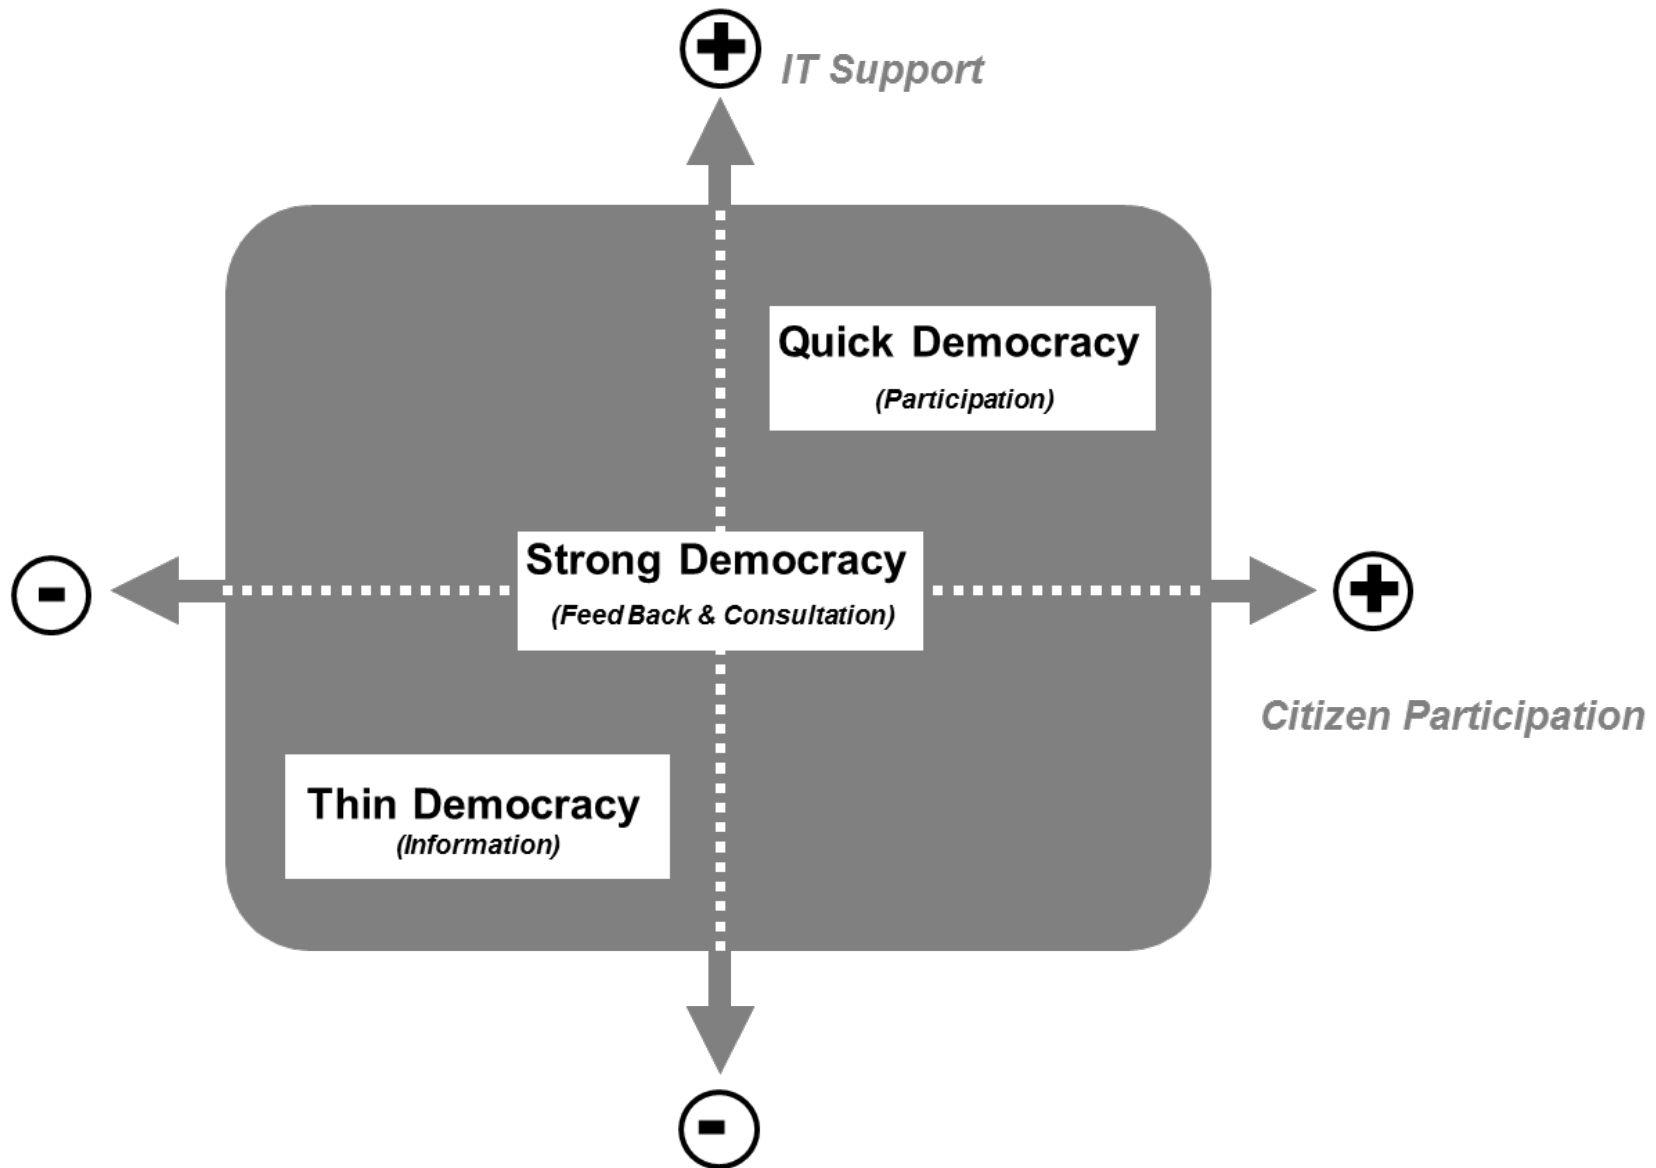 +
IT Support
Quick Democracy
(Participation)
-
Strong Democracy
(Feed Back & Consultation)
+
Citizen Participation
Thin Democracy
(Information)
-